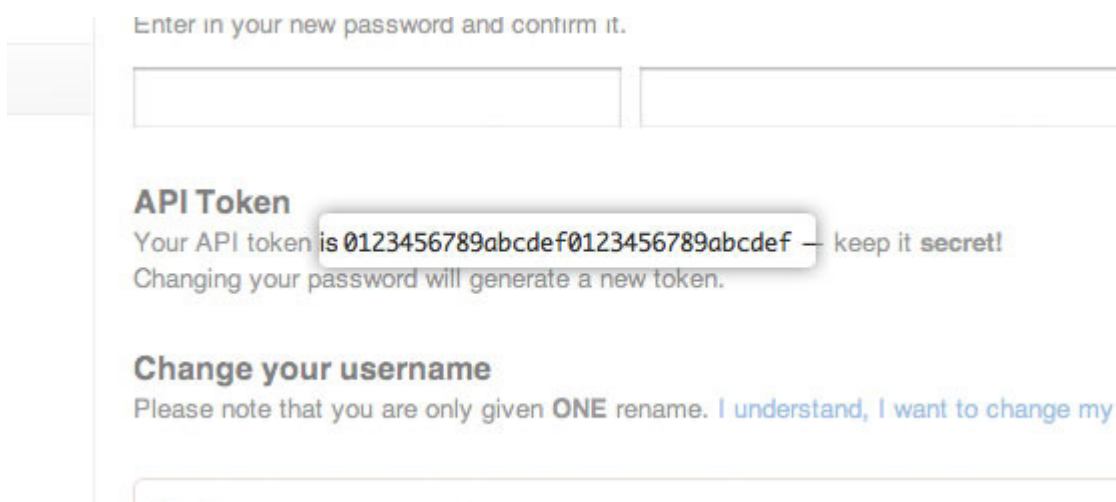 Enter in your new password and confirm it.
API Token
Your API token is 0123456789abcdef0123456789abcdef — keep it secret!
Changing your password will generate a new token.
Change your username
Please note that you are only given ONE rename. I understand, I want to change my